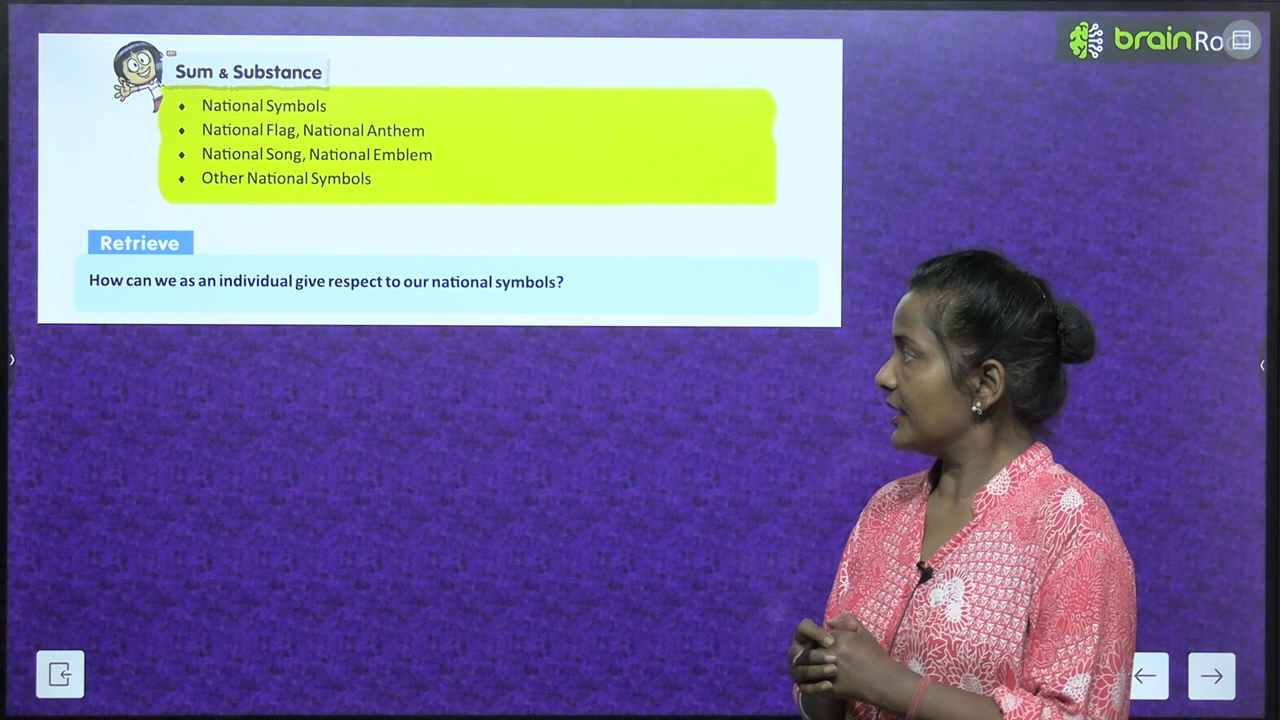 Sum & Substance
♦ National Symbols
♦ National Flag, National Anthem
♦ National Song, National Emblem
♦ Other National Symbols
Retrieve
How can we as an individual give respect to our national symbols?